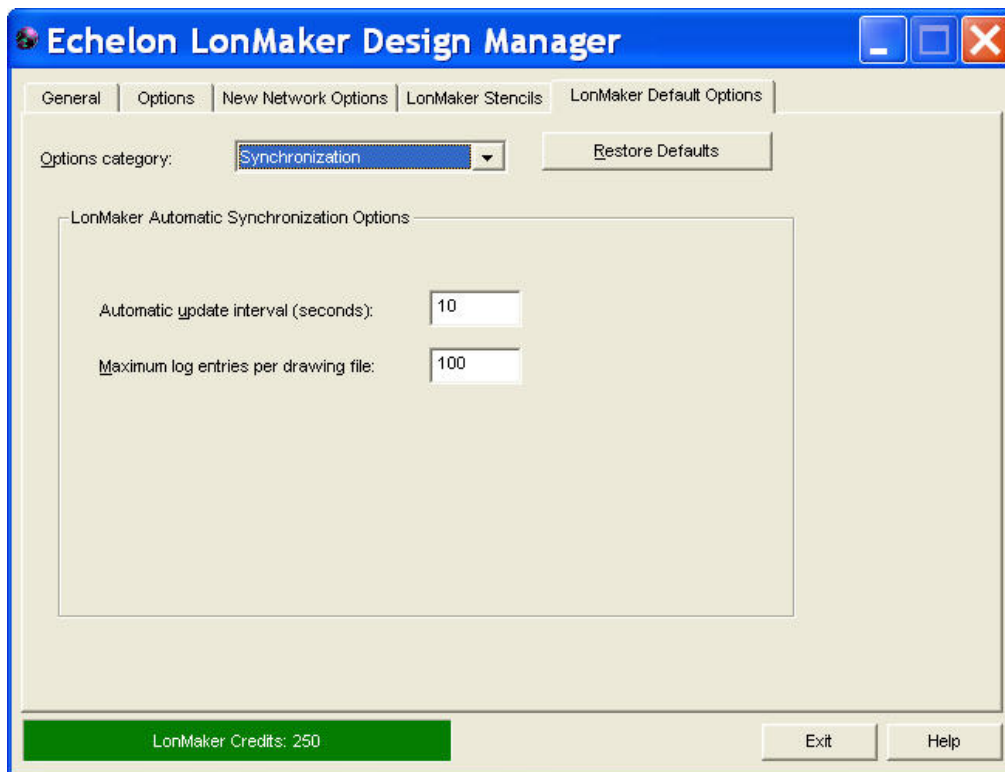 Echelon LonMaker Design Manager
General Options New Network Options LonMaker Stencils LonMaker Default Options
Options category: Synchronization Restore Defaults
LonMaker Automatic Synchronization Options
Automatic update interval (seconds): 10
Maximum log entries per drawing file: 100
LonMaker Credits: 250 Exit Help